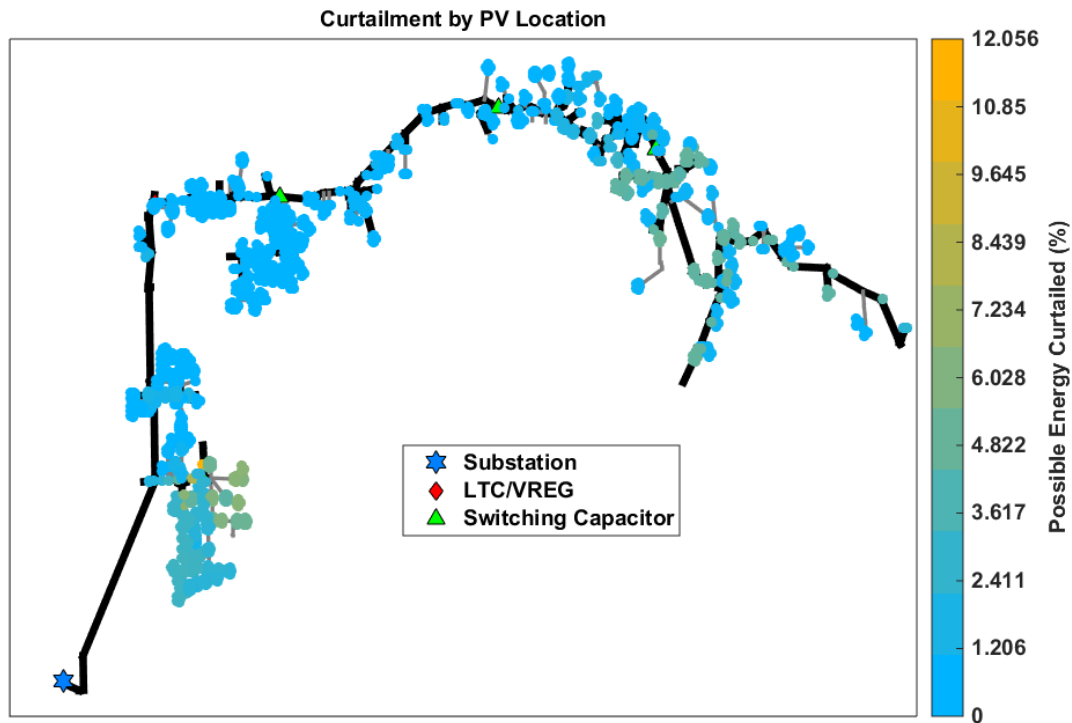 Curtailment by PV Location
12.056
10.85
9.645
8.439
7.234
6.028
4.822
3.617
2.411
1.206
0
Possible Energy Curtailed (%)
Substation
LTC/VREG
Switching Capacitor